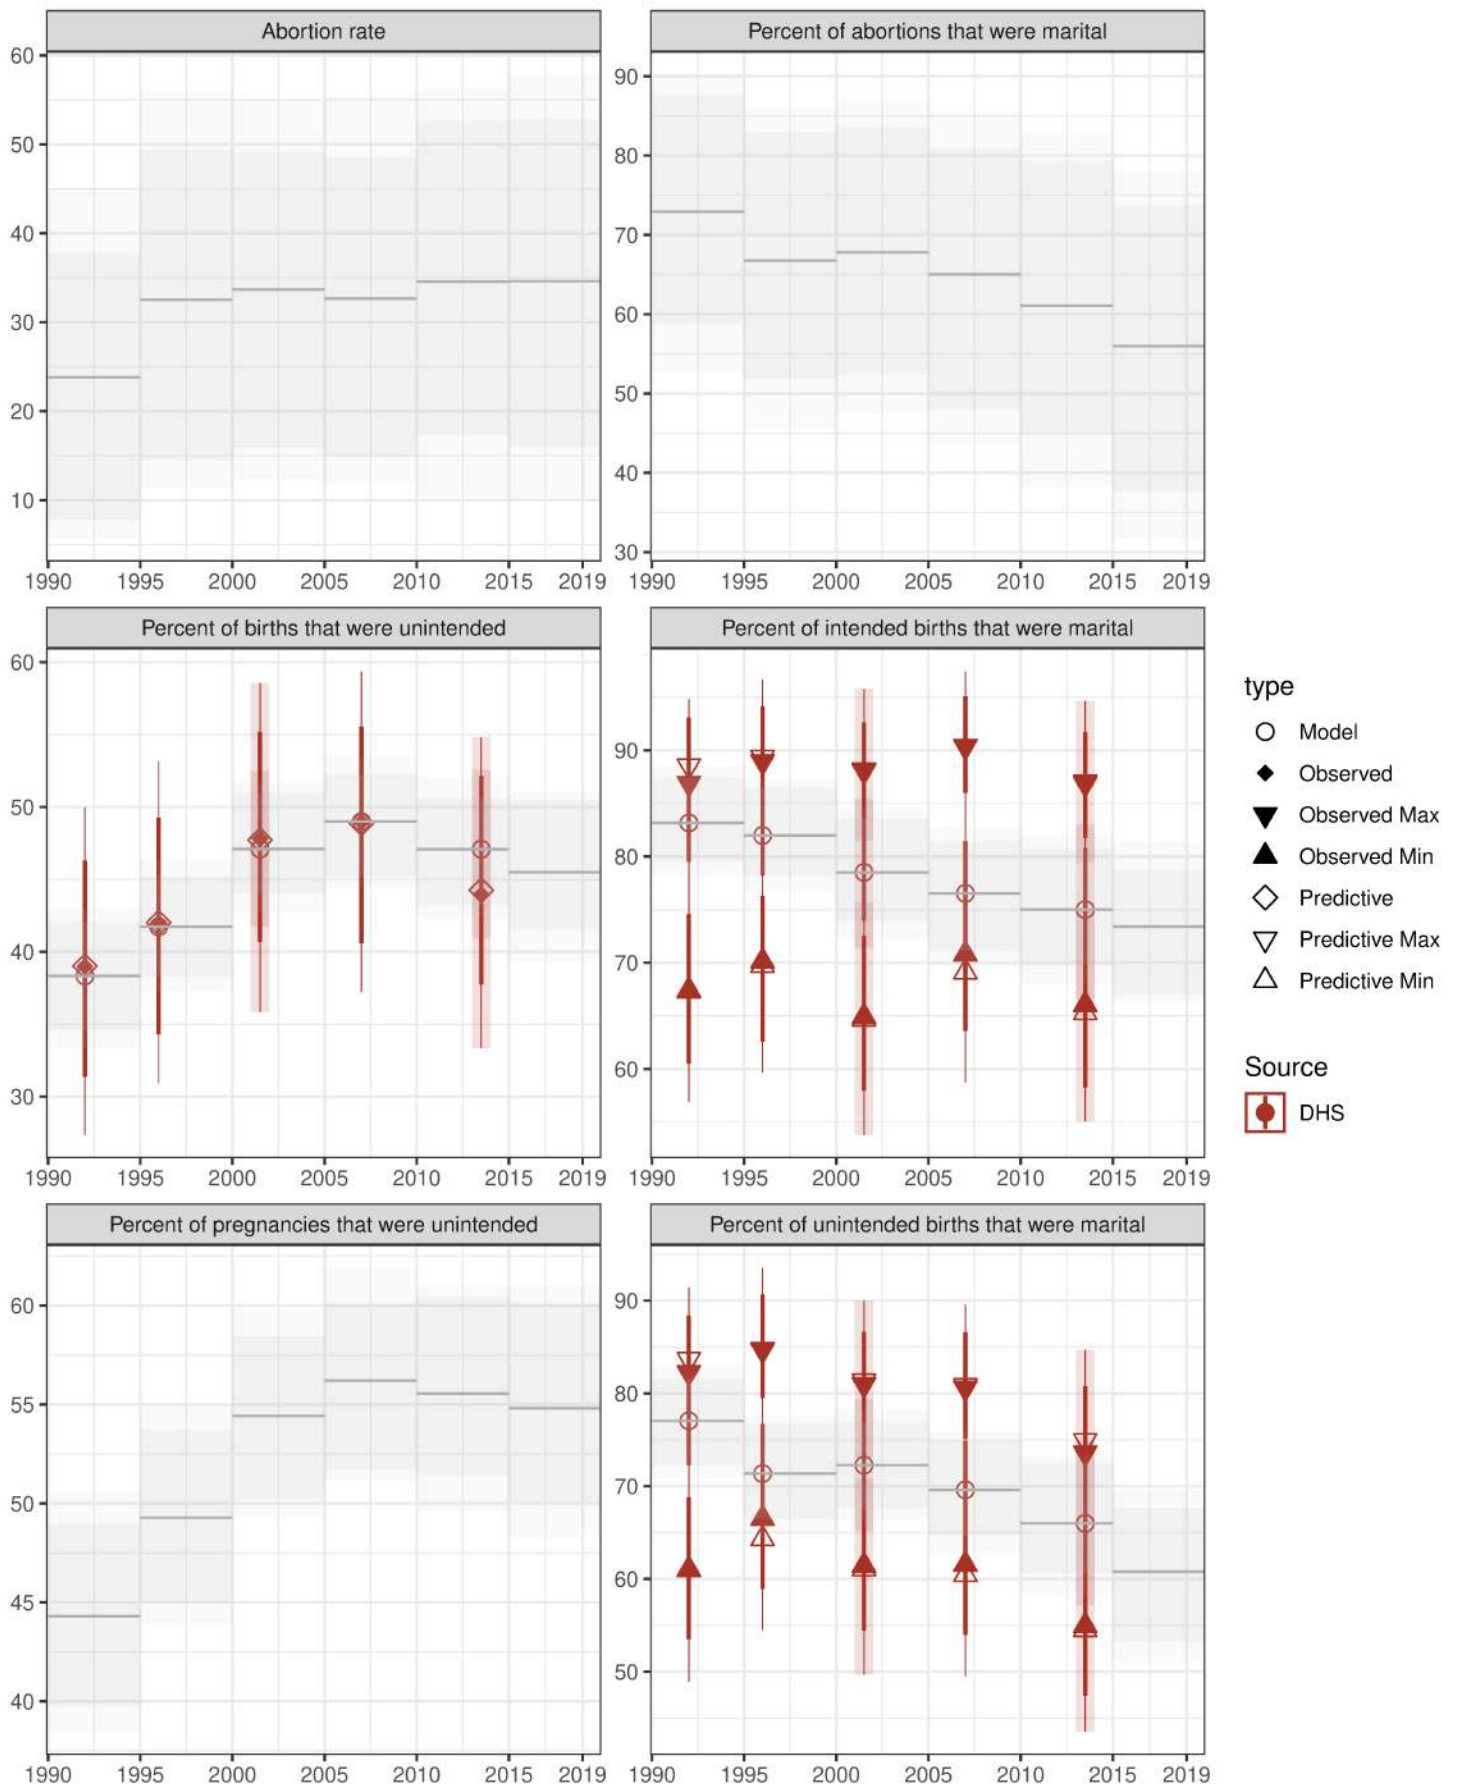 Abortion rate
Percent of abortions that were marital
60
50
40
30
20
10
90
80
70
60
50
40
30
1990 1995 2000 2005 2010 2015 2019
1990 1995 2000 2005 2010 2015 2019
Percent of births that were unintended
Percent of intended births that were marital
60
50
40
30
90
80
70
60
1990 1995 2000 2005 2010 2015 2019
1990 1995 2000 2005 2010 2015 2019
Percent of pregnancies that were unintended
Percent of unintended births that were marital
60
55
50
45
40
90
80
70
60
50
1990 1995 2000 2005 2010 2015 2019
1990 1995 2000 2005 2010 2015 2019
type
Model
Observed
Observed Max
Observed Min
Predictive
Predictive Max
Predictive Min
Source
DHS